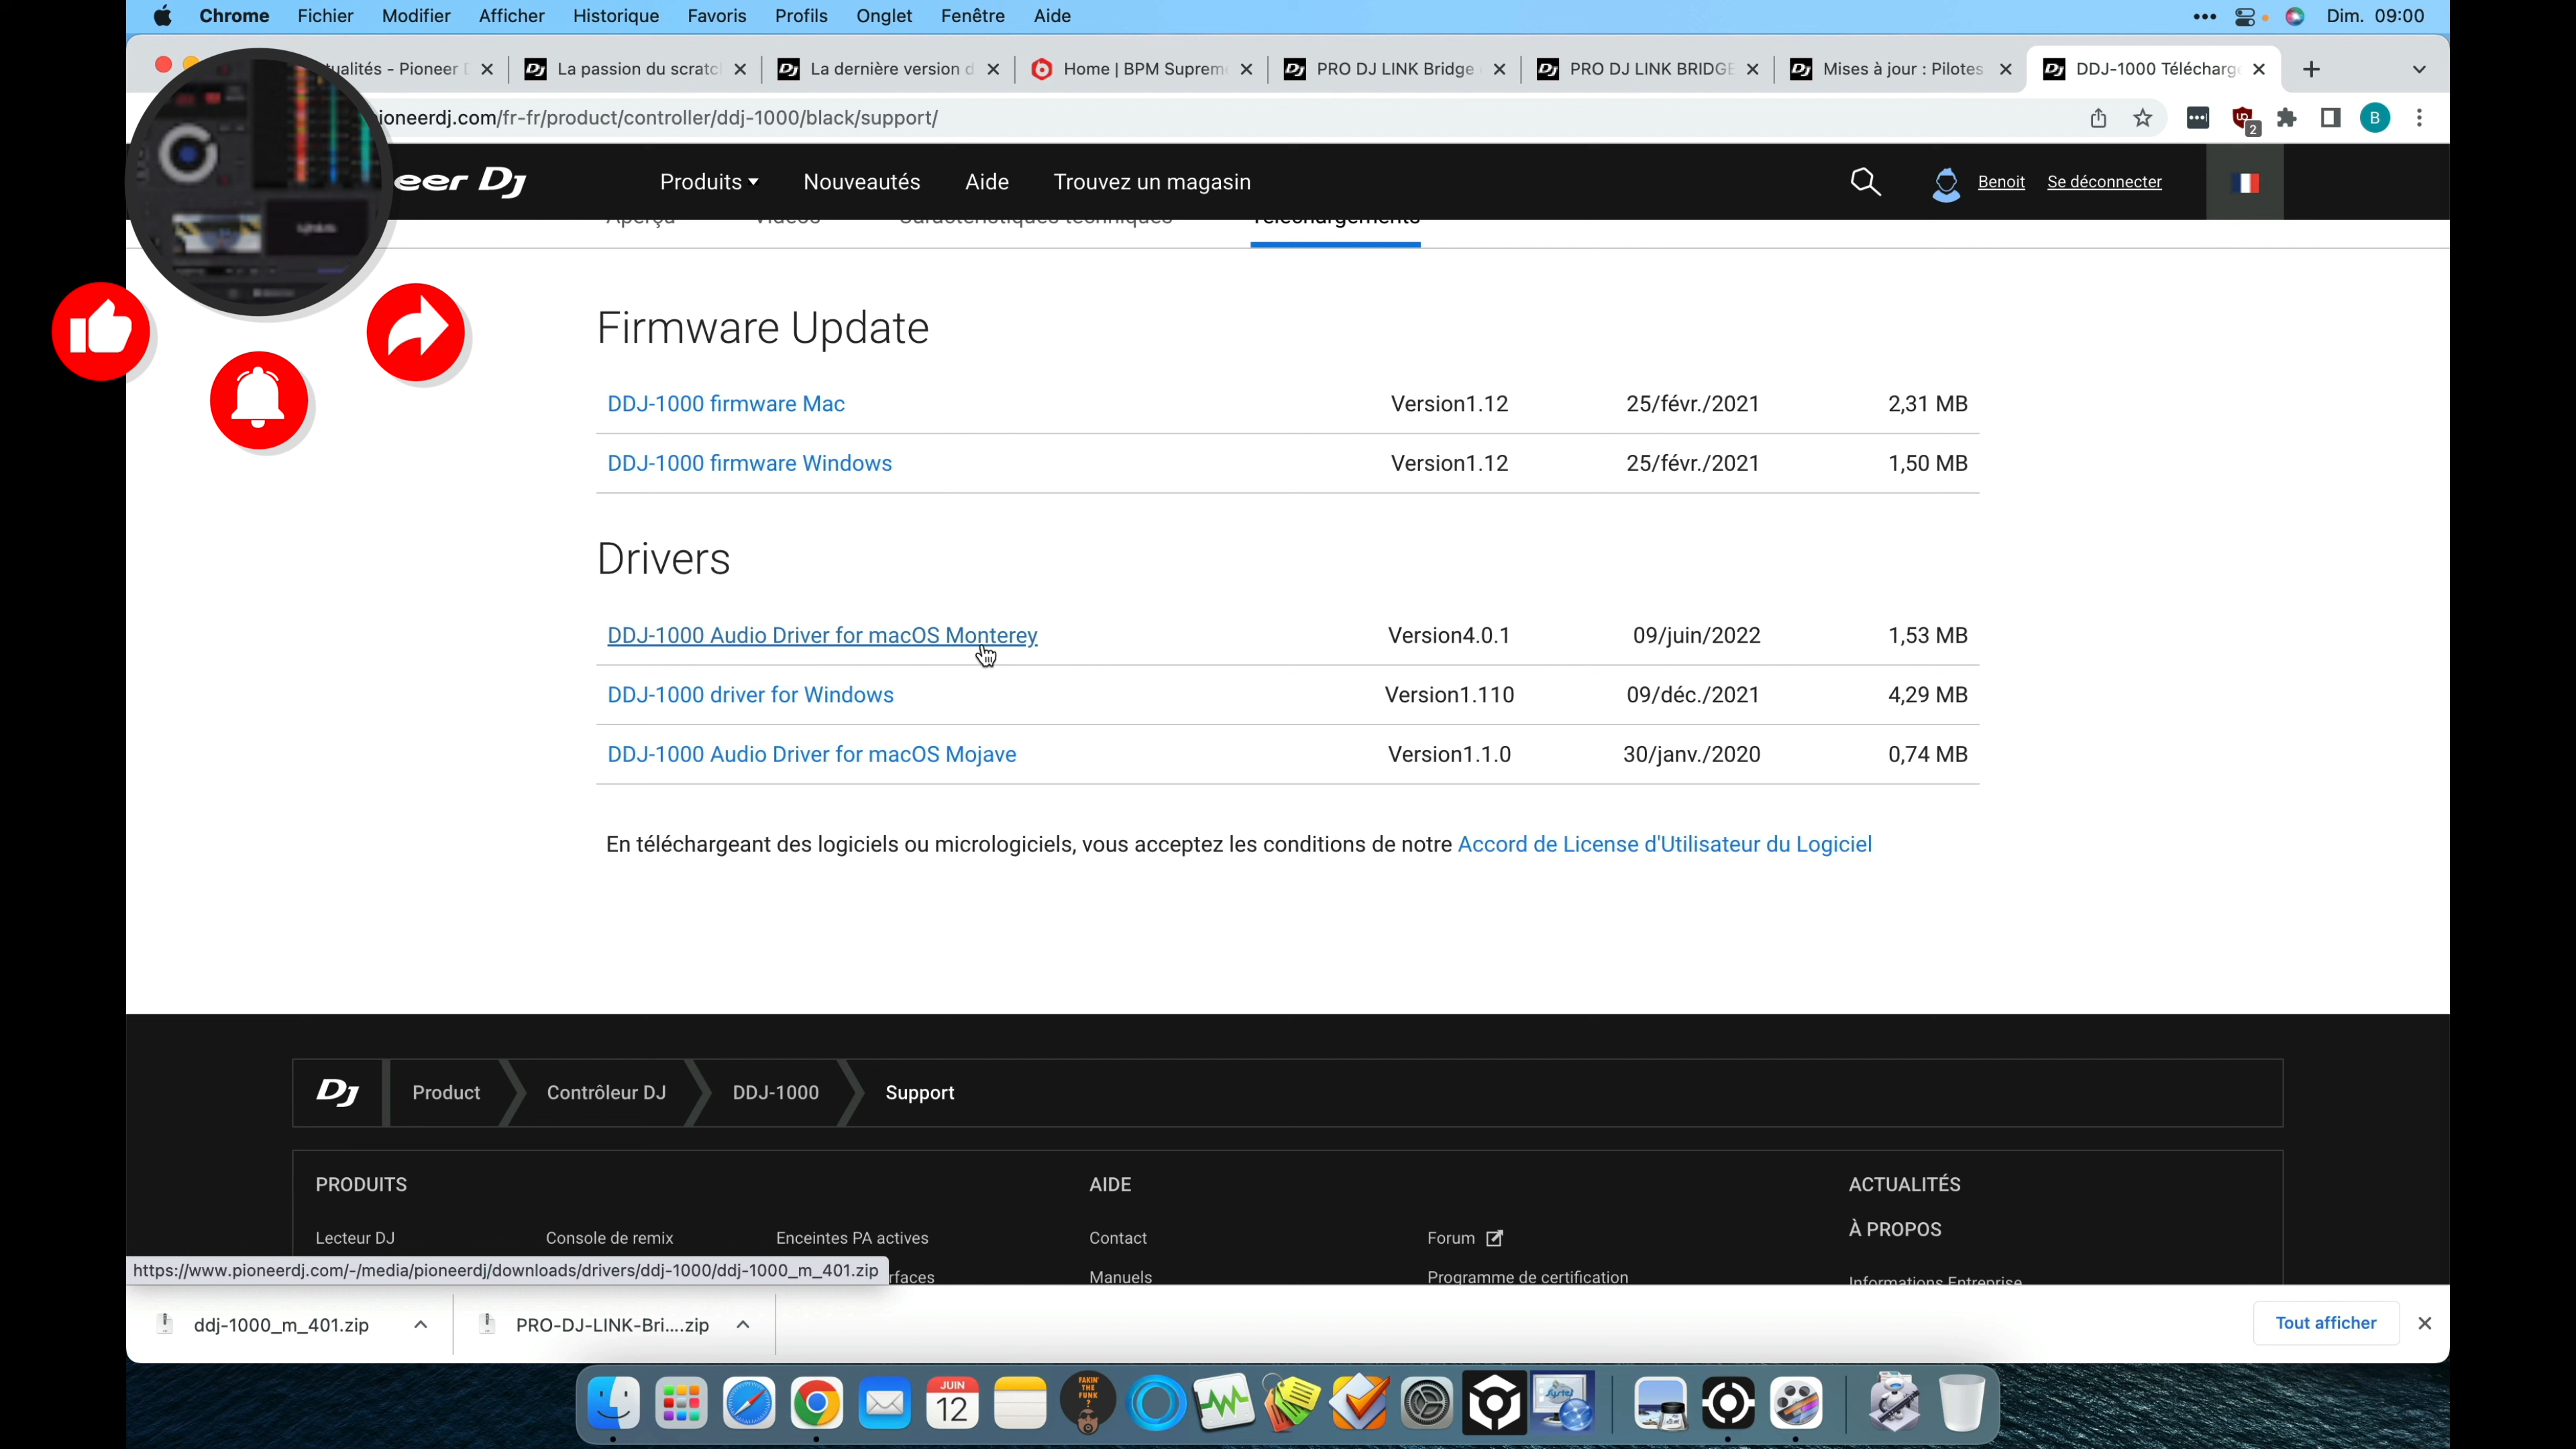 Chrome Fichier Modifier Afficher Historique Favoris Profils Onglet Fenêtre Aide Dim. 09:00
ualités - Pioneer La passion du scratc La dernière version d Home | BPM Suprem PRO DJ LINK Bridge PRO DJ LINK BRIDGE Mises à jour : Pilotes DDJ-1000 Télécharge
ioneerdj.com/fr-fr/product/controller/ddj-1000/black/support/ 2 B
eer DJ Produits Nouveautés Aide Trouvez un magasin Benoit Se déconnecter
Firmware Update
DDJ-1000 firmware Mac Version1.12 25/févr./2021 2,31 MB
DDJ-1000 firmware Windows Version1.12 25/févr./2021 1,50 MB
Drivers
DDJ-1000 Audio Driver for macOS Monterey Version4.0.1 09/juin/2022 1,53 MB
DDJ-1000 driver for Windows Version1.110 09/déc./2021 4,29 MB
DDJ-1000 Audio Driver for macOS Mojave Version1.1.0 30/janv./2020 0,74 MB
En téléchargeant des logiciels ou micrologiciels, vous acceptez les conditions de notre Accord de License d'Utilisateur du Logiciel
DJ Product Contrôleur DJ DDJ-1000 Support
PRODUITS AIDE ACTUALITÉS
À PROPOS
Lecteur DJ Console de remix Enceintes PA actives Contact Forum
https://www.pioneerdj.com/-/media/pioneerdj/downloads/drivers/ddj-1000/ddj-1000_m_401.zip rfaces Manuels Programme de certification Informations Entreprise
ddj-1000_m_401.zip PRO-DJ-LINK-Bri....zip Tout afficher
FAKIN' THE FUNK ?
JUIN
12